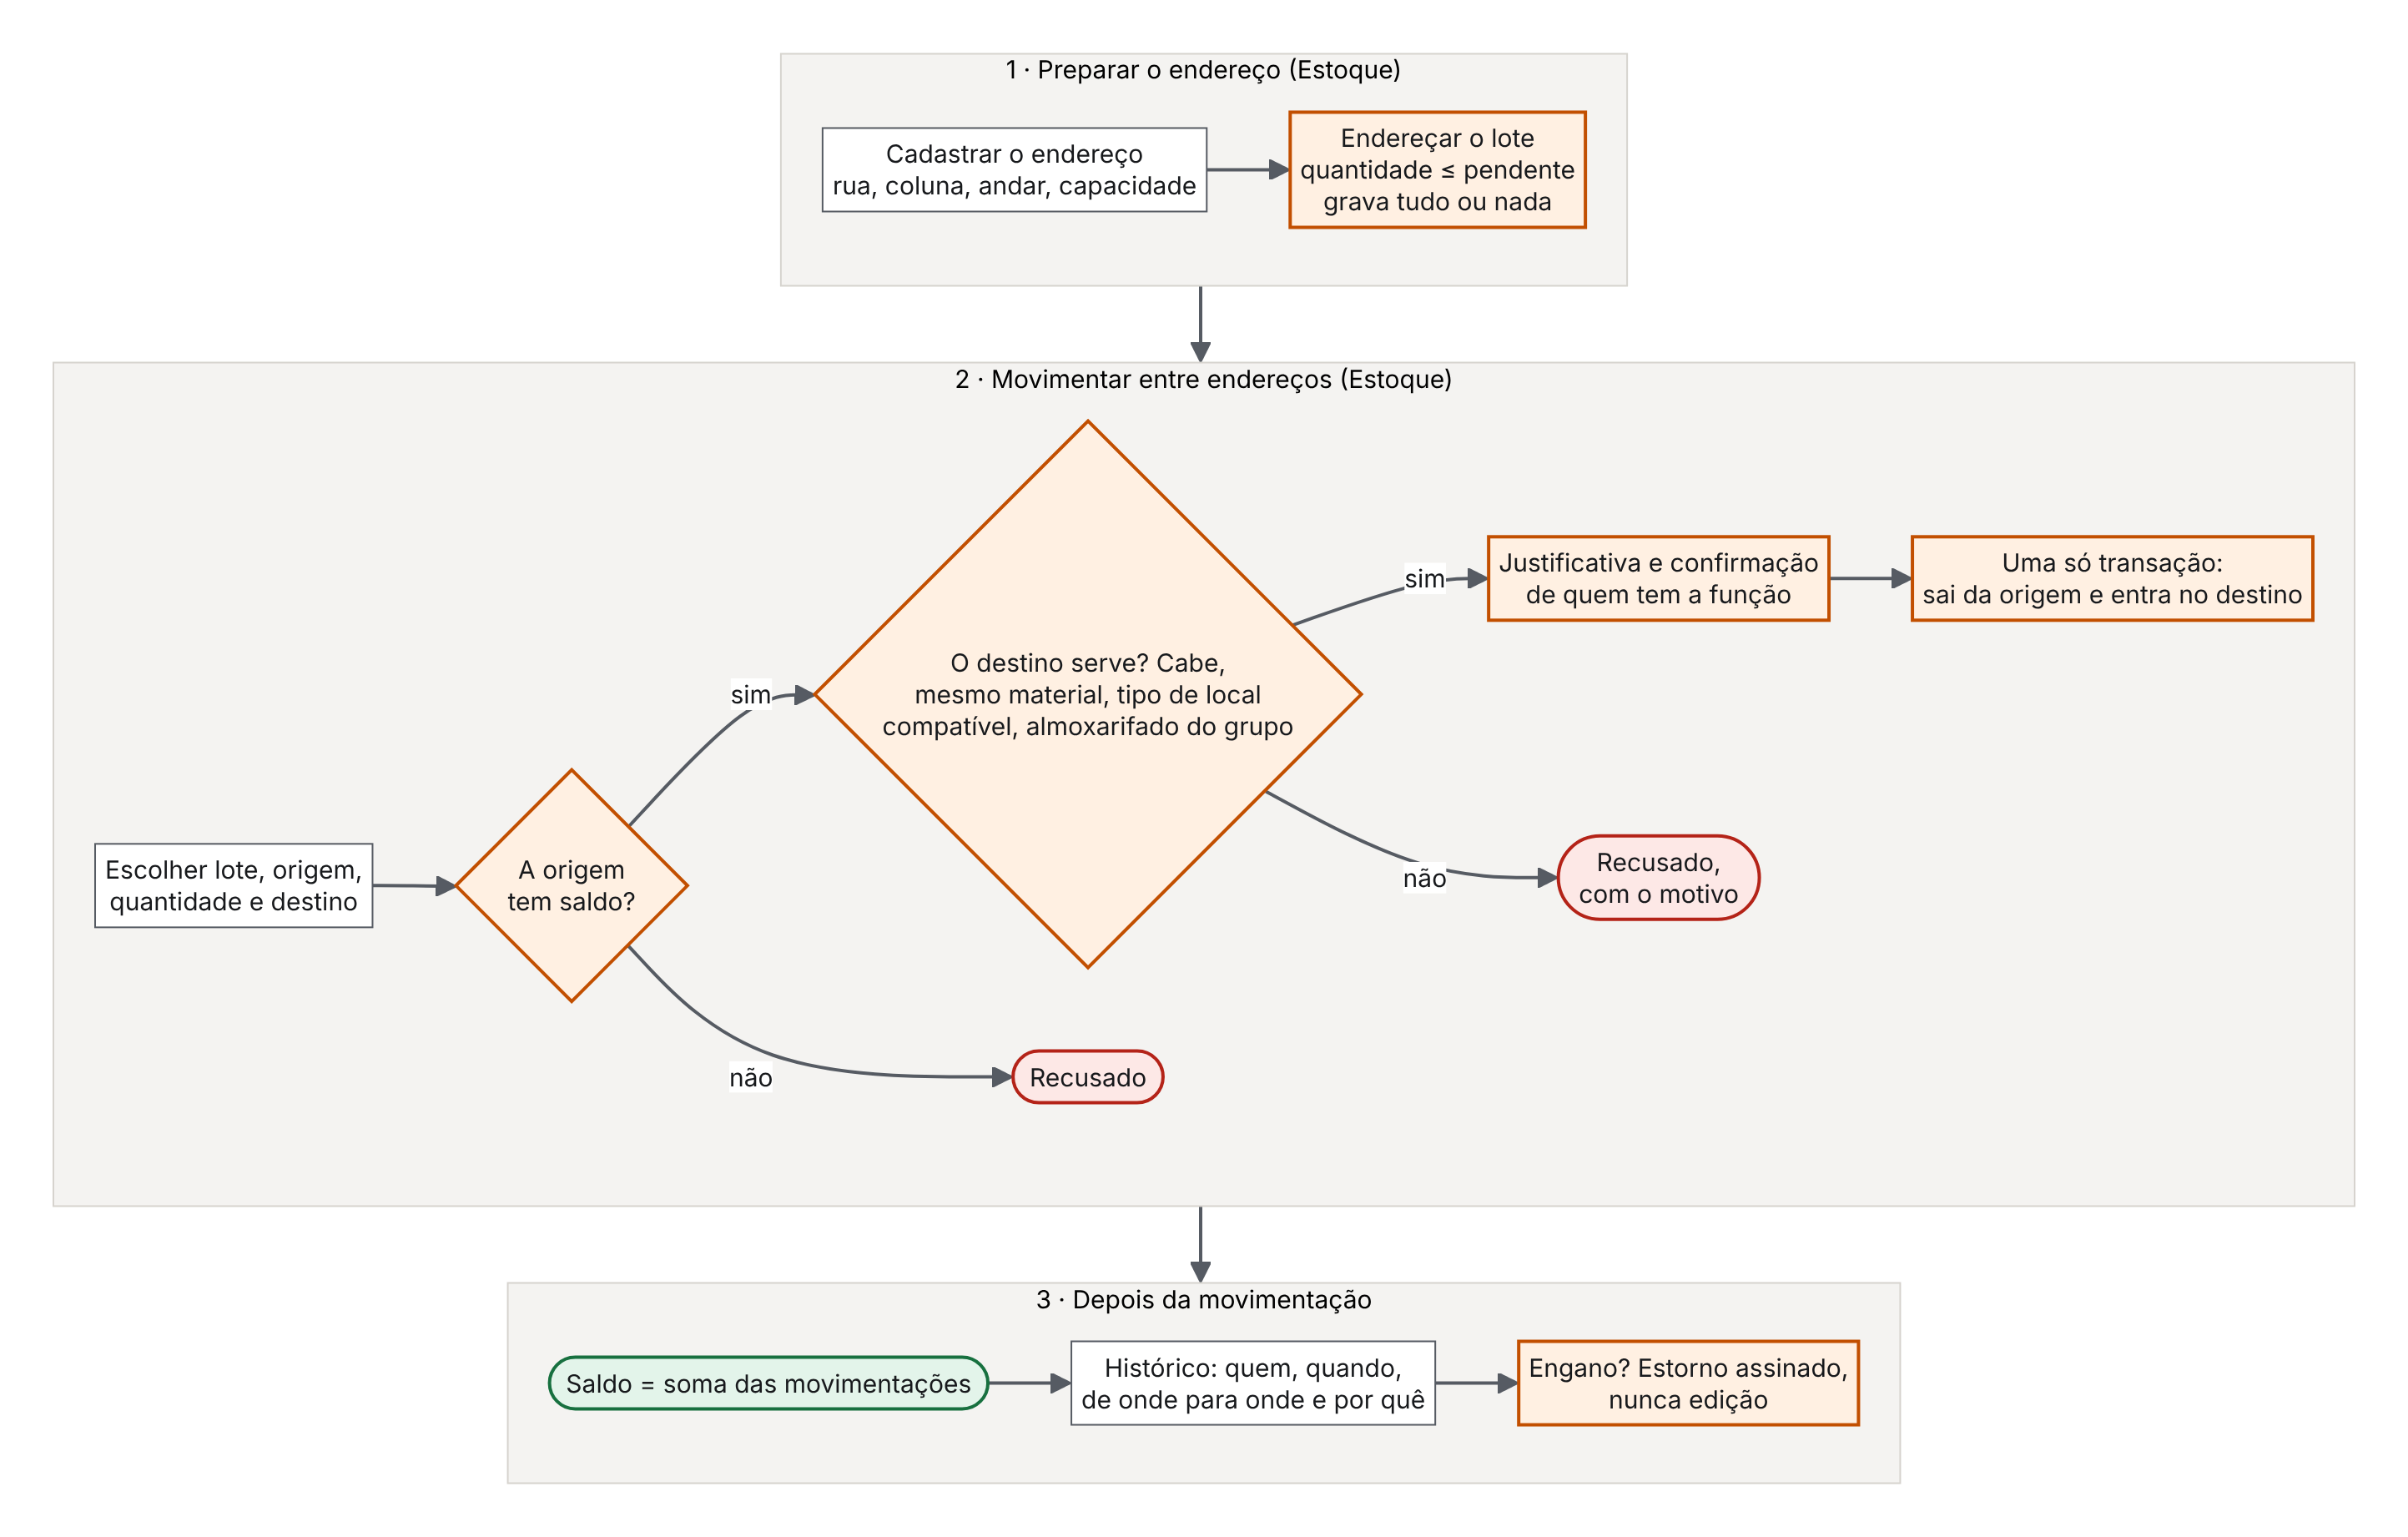 1 · Preparar o endereço (Estoque)
Cadastrar o endereço
rua, coluna, andar, capacidade
Endereçar o lote
quantidade ≤ pendente
grava tudo ou nada
2 · Movimentar entre endereços (Estoque)
Escolher lote, origem,
quantidade e destino
A origem
tem saldo?
sim
não
Recusado
O destino serve? Cabe,
mesmo material, tipo de local
compatível, almoxarifado do grupo
sim
não
Recusado,
com o motivo
Justificativa e confirmação
de quem tem a função
Uma só transação:
sai da origem e entra no destino
3 · Depois da movimentação
Saldo = soma das movimentações
Histórico: quem, quando,
de onde para onde e por quê
Engano? Estorno assinado,
nunca edição